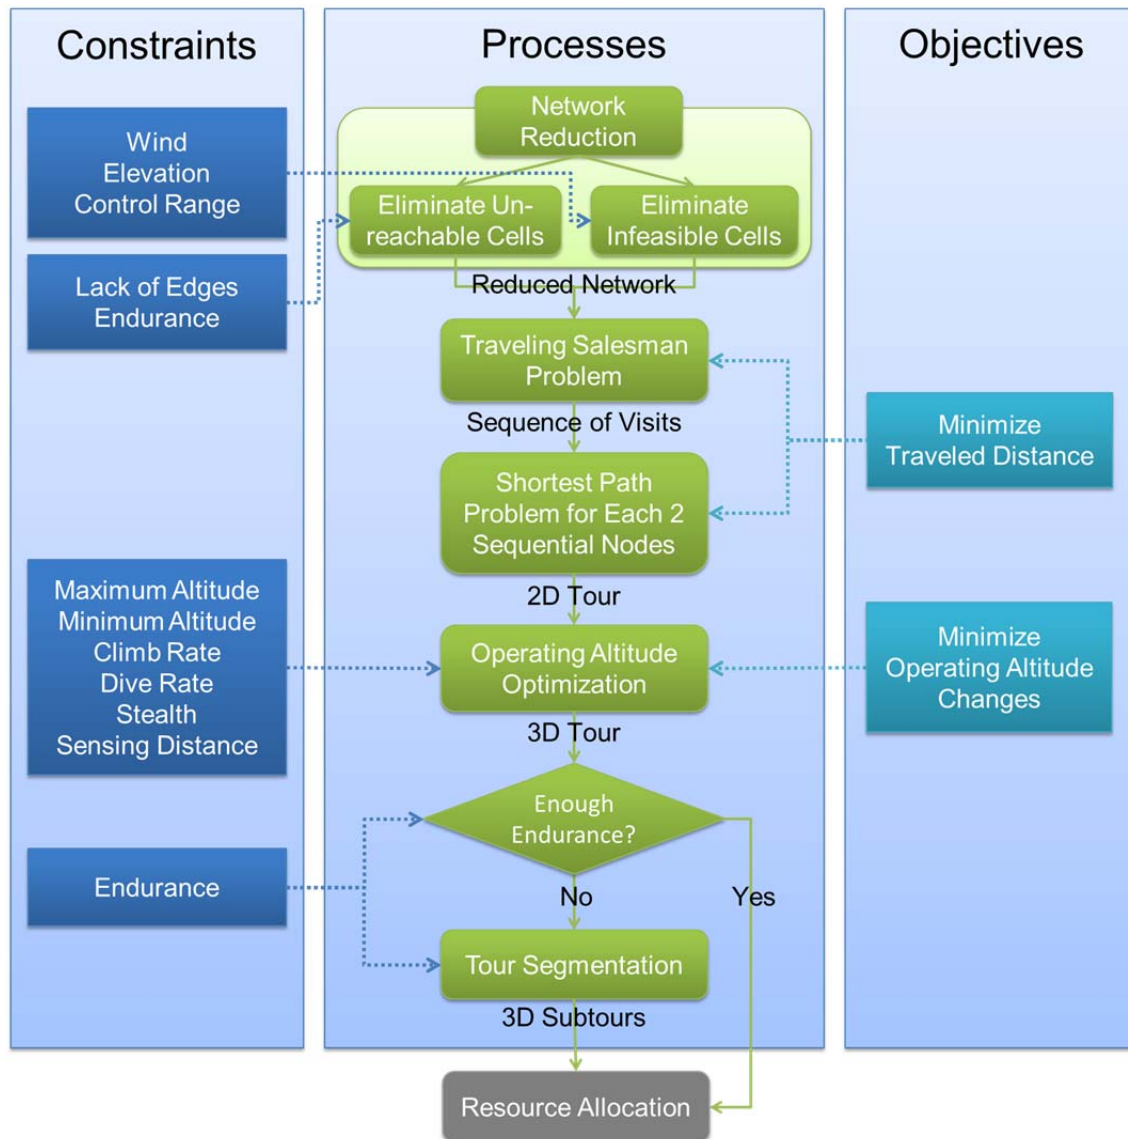 Constraints
Wind
Elevation
Control Range
Lack of Edges
Endurance
Maximum Altitude
Minimum Altitude
Climb Rate
Dive Rate
Stealth
Sensing Distance
Endurance
Processes
Network
Reduction
Eliminate Un-
reachable Cells
Eliminate
Infeasible Cells
Reduced Network
Traveling Salesman
Problem
Sequence of Visits
Shortest Path
Problem for Each 2
Sequential Nodes
2D Tour
Operating Altitude
Optimization
3D Tour
Enough
Endurance?
No
Yes
Tour Segmentation
3D Subtours
Resource Allocation
Objectives
Minimize
Traveled Distance
Minimize
Operating Altitude
Changes